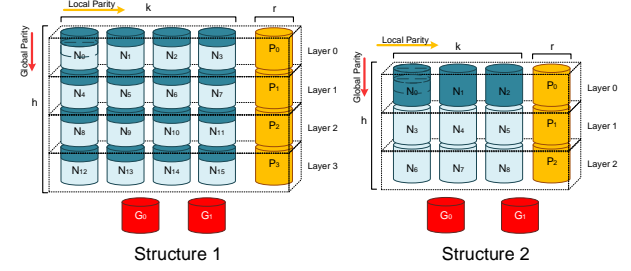 Local Parity
k
r
Global Parity
h
N0
N1
N2
N3
P0
Layer 0
N4
N5
N6
N7
P1
Layer 1
N8
N9
N10
N11
P2
Layer 2
N12
N13
N14
N15
P3
Layer 3
G0
G1
Structure 1
Local Parity
k
r
Global Parity
h
N0
N1
N2
P0
Layer 0
N3
N4
N5
P1
Layer 1
N6
N7
N8
P2
Layer 2
G0
G1
Structure 2